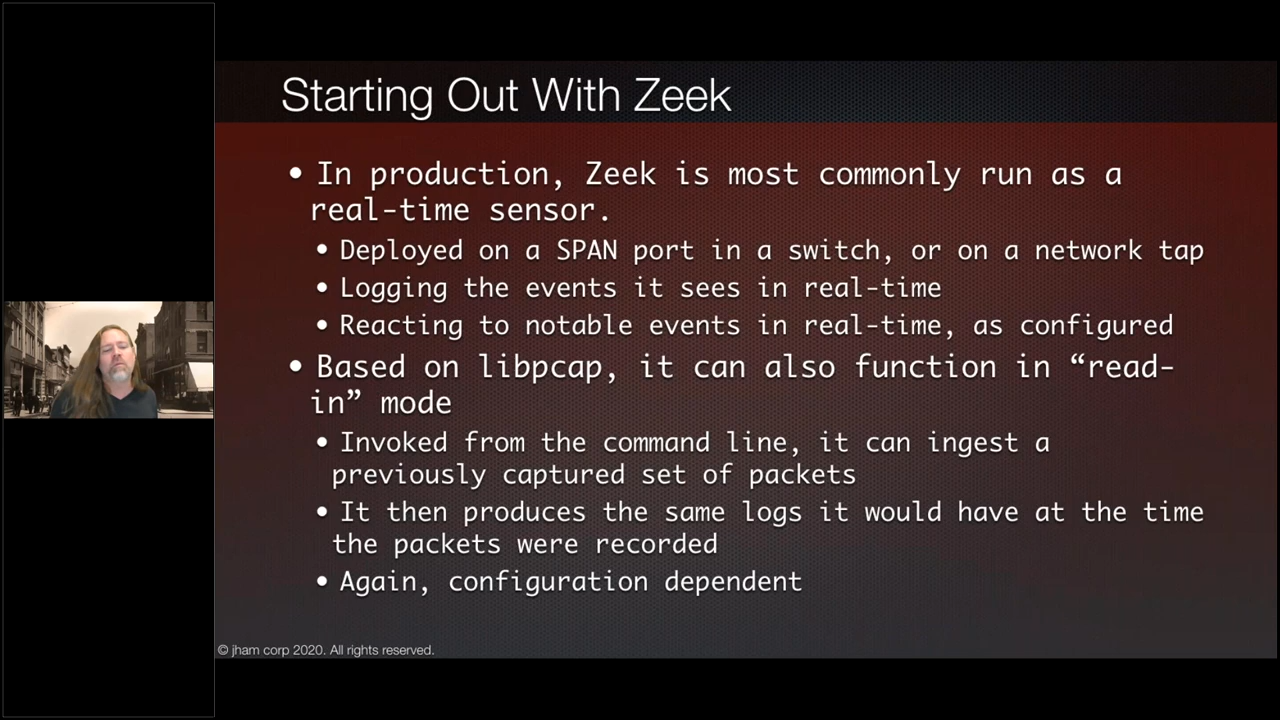 Starting Out With Zeek
• In production, Zeek is most commonly run as a
real-time sensor.
• Deployed on a SPAN port in a switch, or on a network tap
• Logging the events it sees in real-time
• Reacting to notable events in real-time, as configured
• Based on libpcap, it can also function in “read-
in” mode
• Invoked from the command line, it can ingest a
previously captured set of packets
• It then produces the same logs it would have at the time
the packets were recorded
• Again, configuration dependent
© jham corp 2020. All rights reserved.